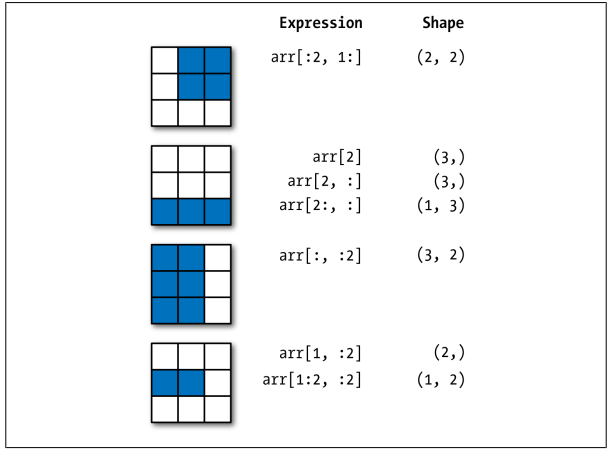 Expression Shape
arr[:2, 1:] (2, 2)
arr[2] (3,)
arr[2, :] (3,)
arr[2:, :] (1, 3)
arr[:, :2] (3, 2)
arr[1, :2] (2,)
arr[1:2, :2] (1, 2)